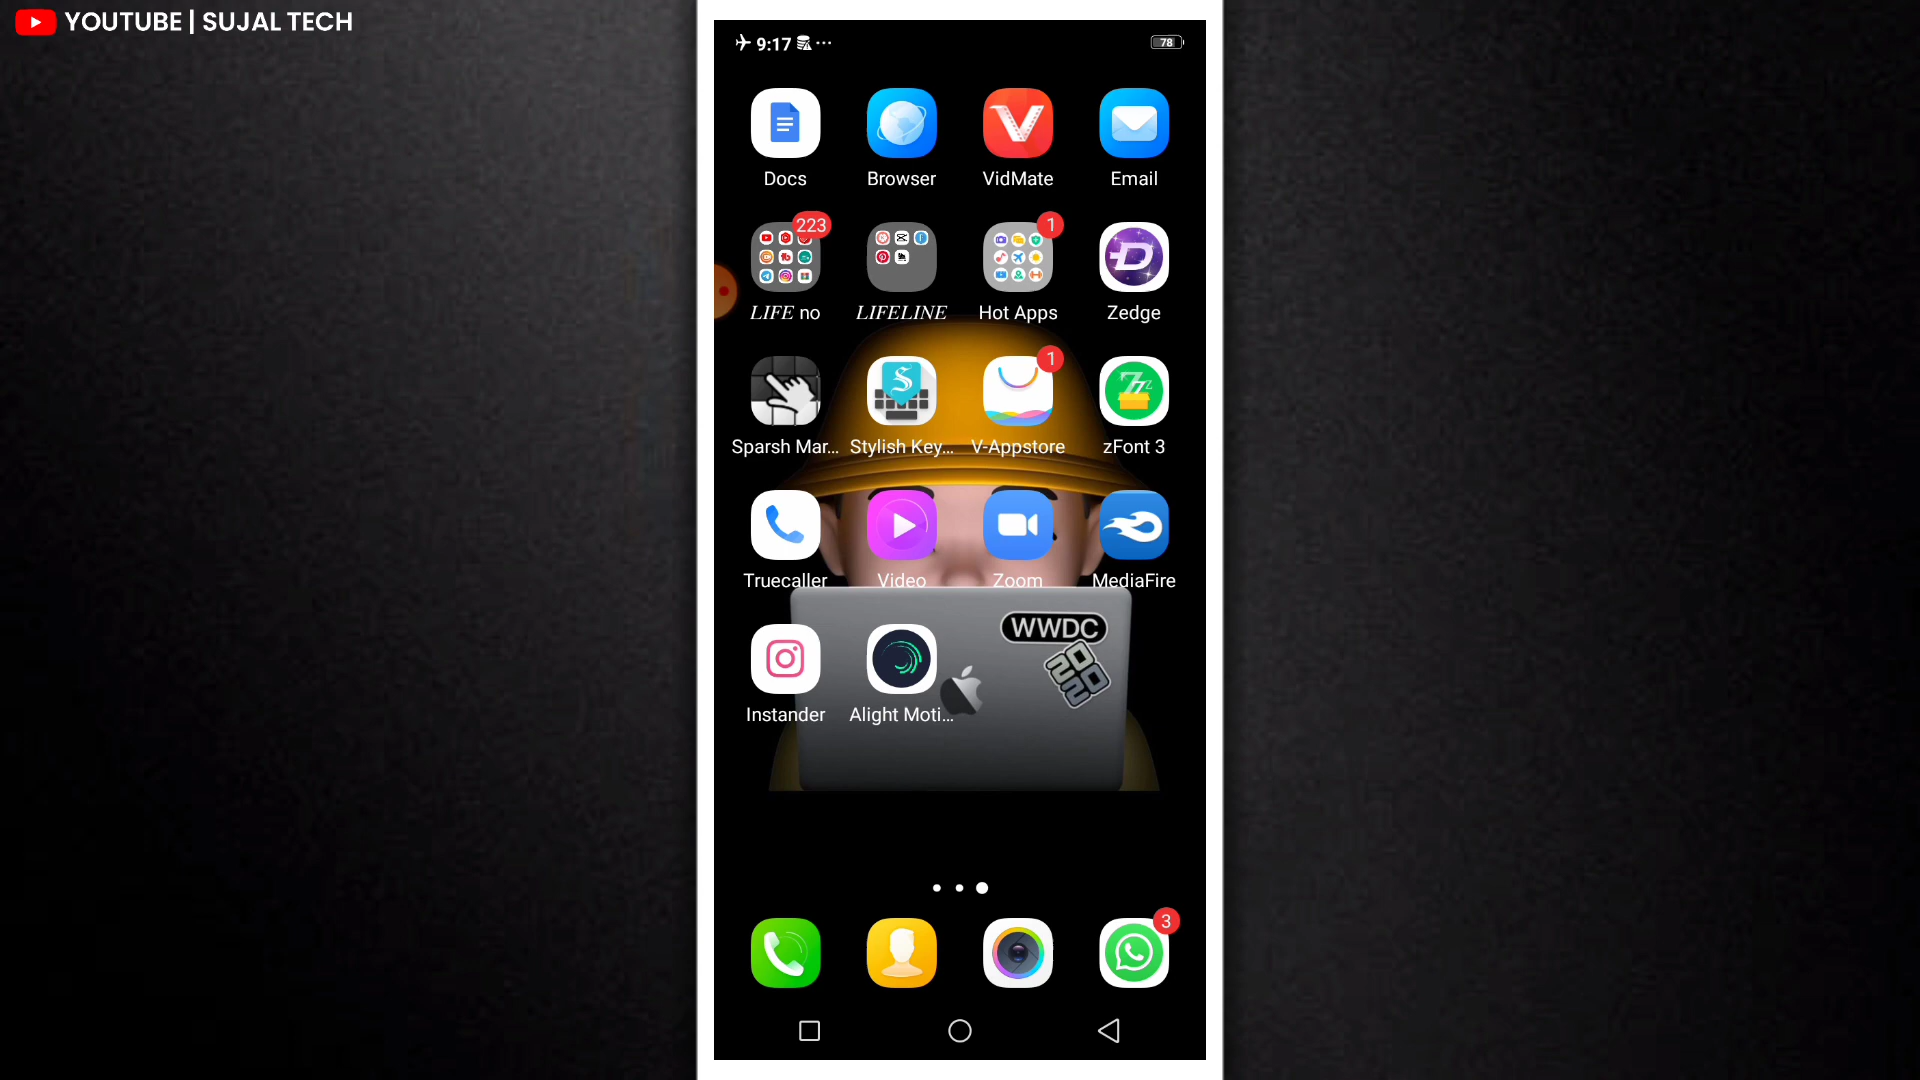 YOUTUBE | SUJAL TECH
9:17
78
Docs
Browser
VidMate
Email
223
1
LIFE no
LIFELINE
Hot Apps
Zedge
1
Sparsh Mar...
Stylish Key...
V-Appstore
zFont 3
Truecaller
Video
Zoom
MediaFire
WWDC
2020
Instander
Alight Moti...
3